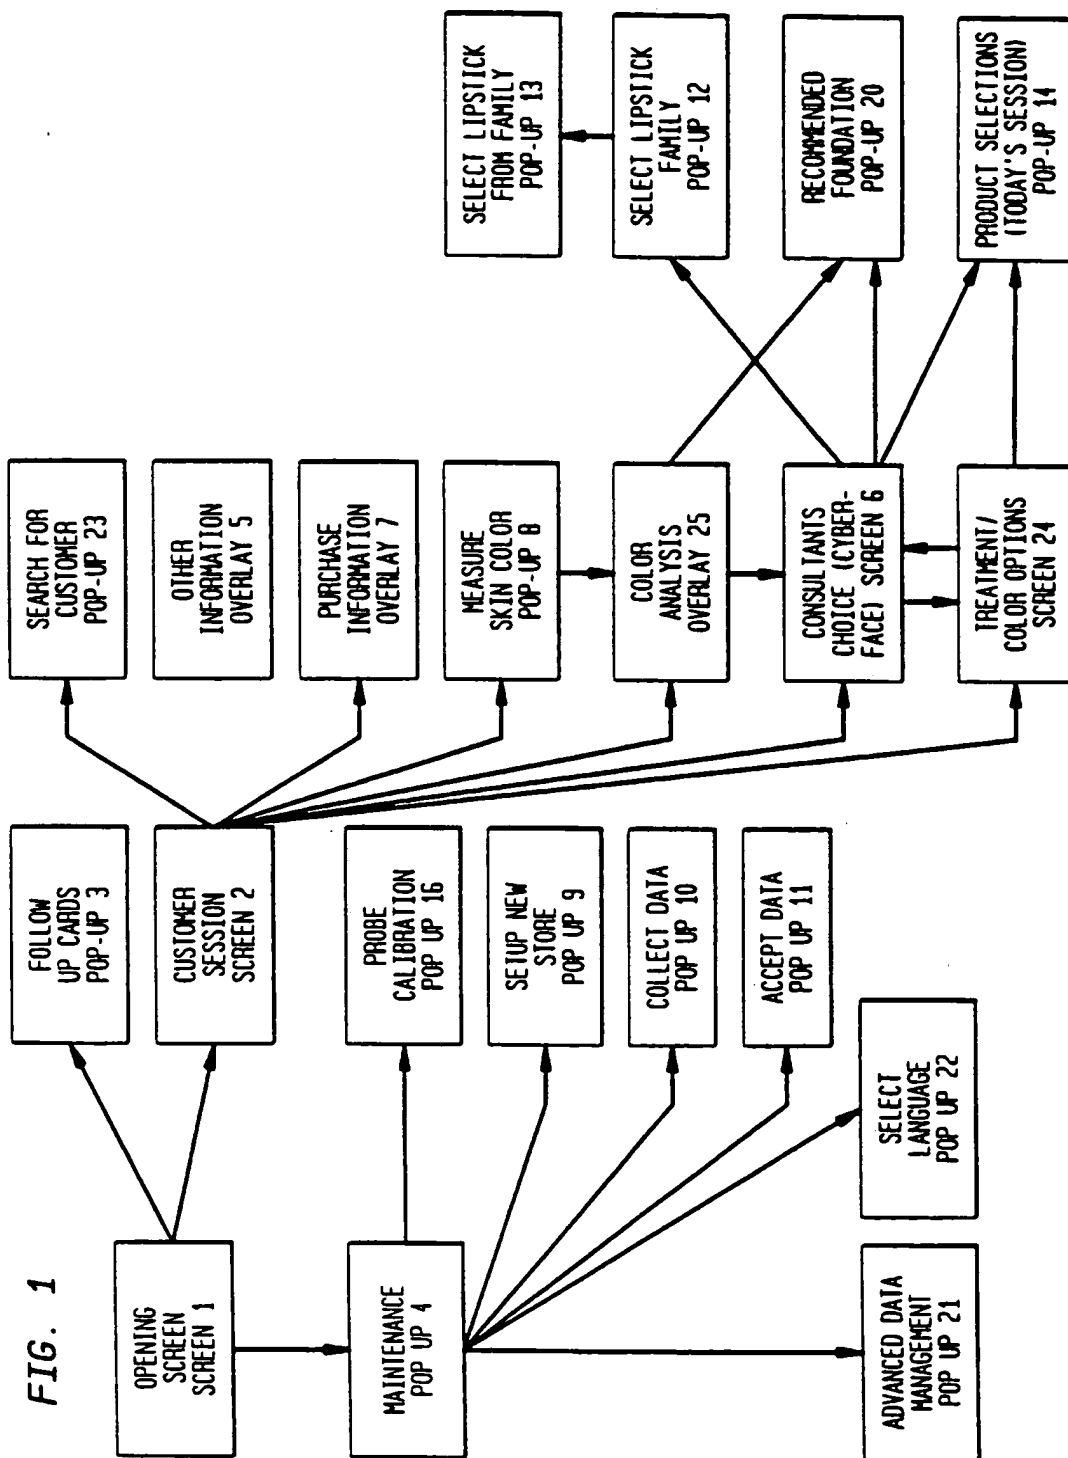 FIG. 1
OPENING
SCREEN
SCREEN 1
MAINTENANCE
POP UP 4
ADVANCED DATA
MANAGEMENT
POP UP 21
FOLLOW
UP CARDS
POP-UP 3
CUSTOMER
SESSION
SCREEN 2
PROBE
CALIBRATION
POP UP 16
SETUP NEW
STORE
POP UP 9
COLLECT DATA
POP UP 10
ACCEPT DATA
POP UP 11
SELECT
LANGUAGE
POP UP 22
SEARCH FOR
CUSTOMER
POP-UP 23
OTHER
INFORMATION
OVERLAY 5
PURCHASE
INFORMATION
OVERLAY 7
MEASURE
SKIN COLOR
POP-UP 8
COLOR
ANALYSIS
OVERLAY 25
CONSULTANTS
CHOICE (CYBER-
FACE) SCREEN 6
TREATMENT/
COLOR OPTIONS
SCREEN 24
SELECT LIPSTICK
FROM FAMILY
POP-UP 13
SELECT LIPSTICK
FAMILY
POP-UP 12
RECOMMENDED
FOUNDATION
POP-UP 20
PRODUCT SELECTIONS
(TODAY'S SESSION)
POP-UP 14